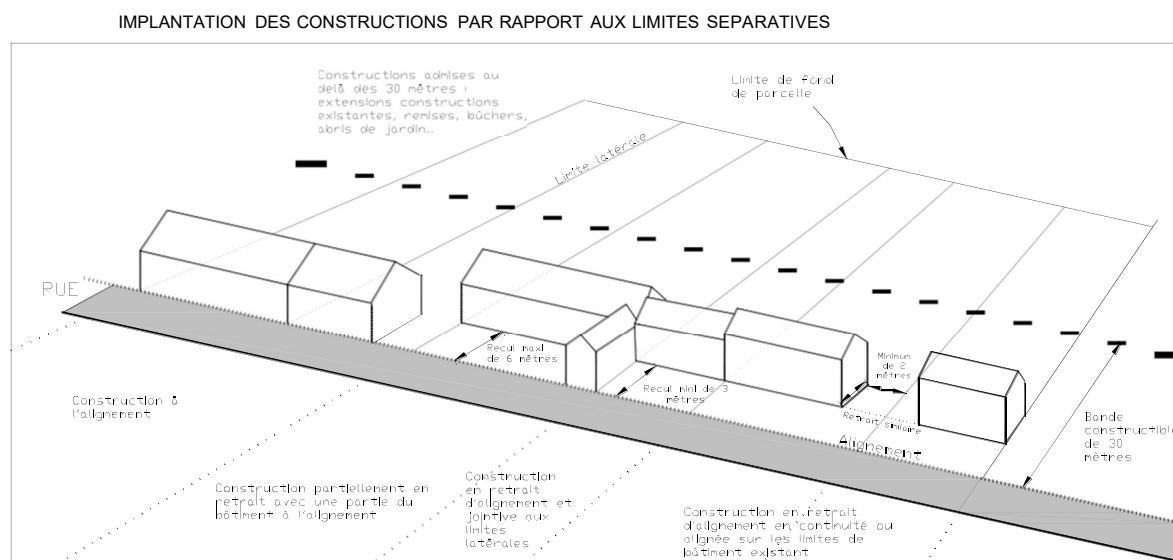 IMPLANTATION DES CONSTRUCTIONS PAR RAPPORT AUX LIMITES SEPARATIVES
Constructions admises au
delà des 30 mètres :
extensions constructions
existantes, remises, bûchers,
abris de jardin...
Limite de fond
de parcelle
Limite latérale
RUE
Recul maxi
de 6 mètres
Minimum
de 2
mètres
Recul mini de 3
mètres
Retrait similaire
Alignement
Bande
constructible
de 30
mètres
Construction à
l'alignement
Construction partiellement en
retrait avec une partie du
bâtiment à l'alignement
Construction
en retrait
d'alignement et
jointive aux
limites
latérales
Construction en retrait
d'alignement en continuité ou
alignée sur les limites de
bâtiment existant